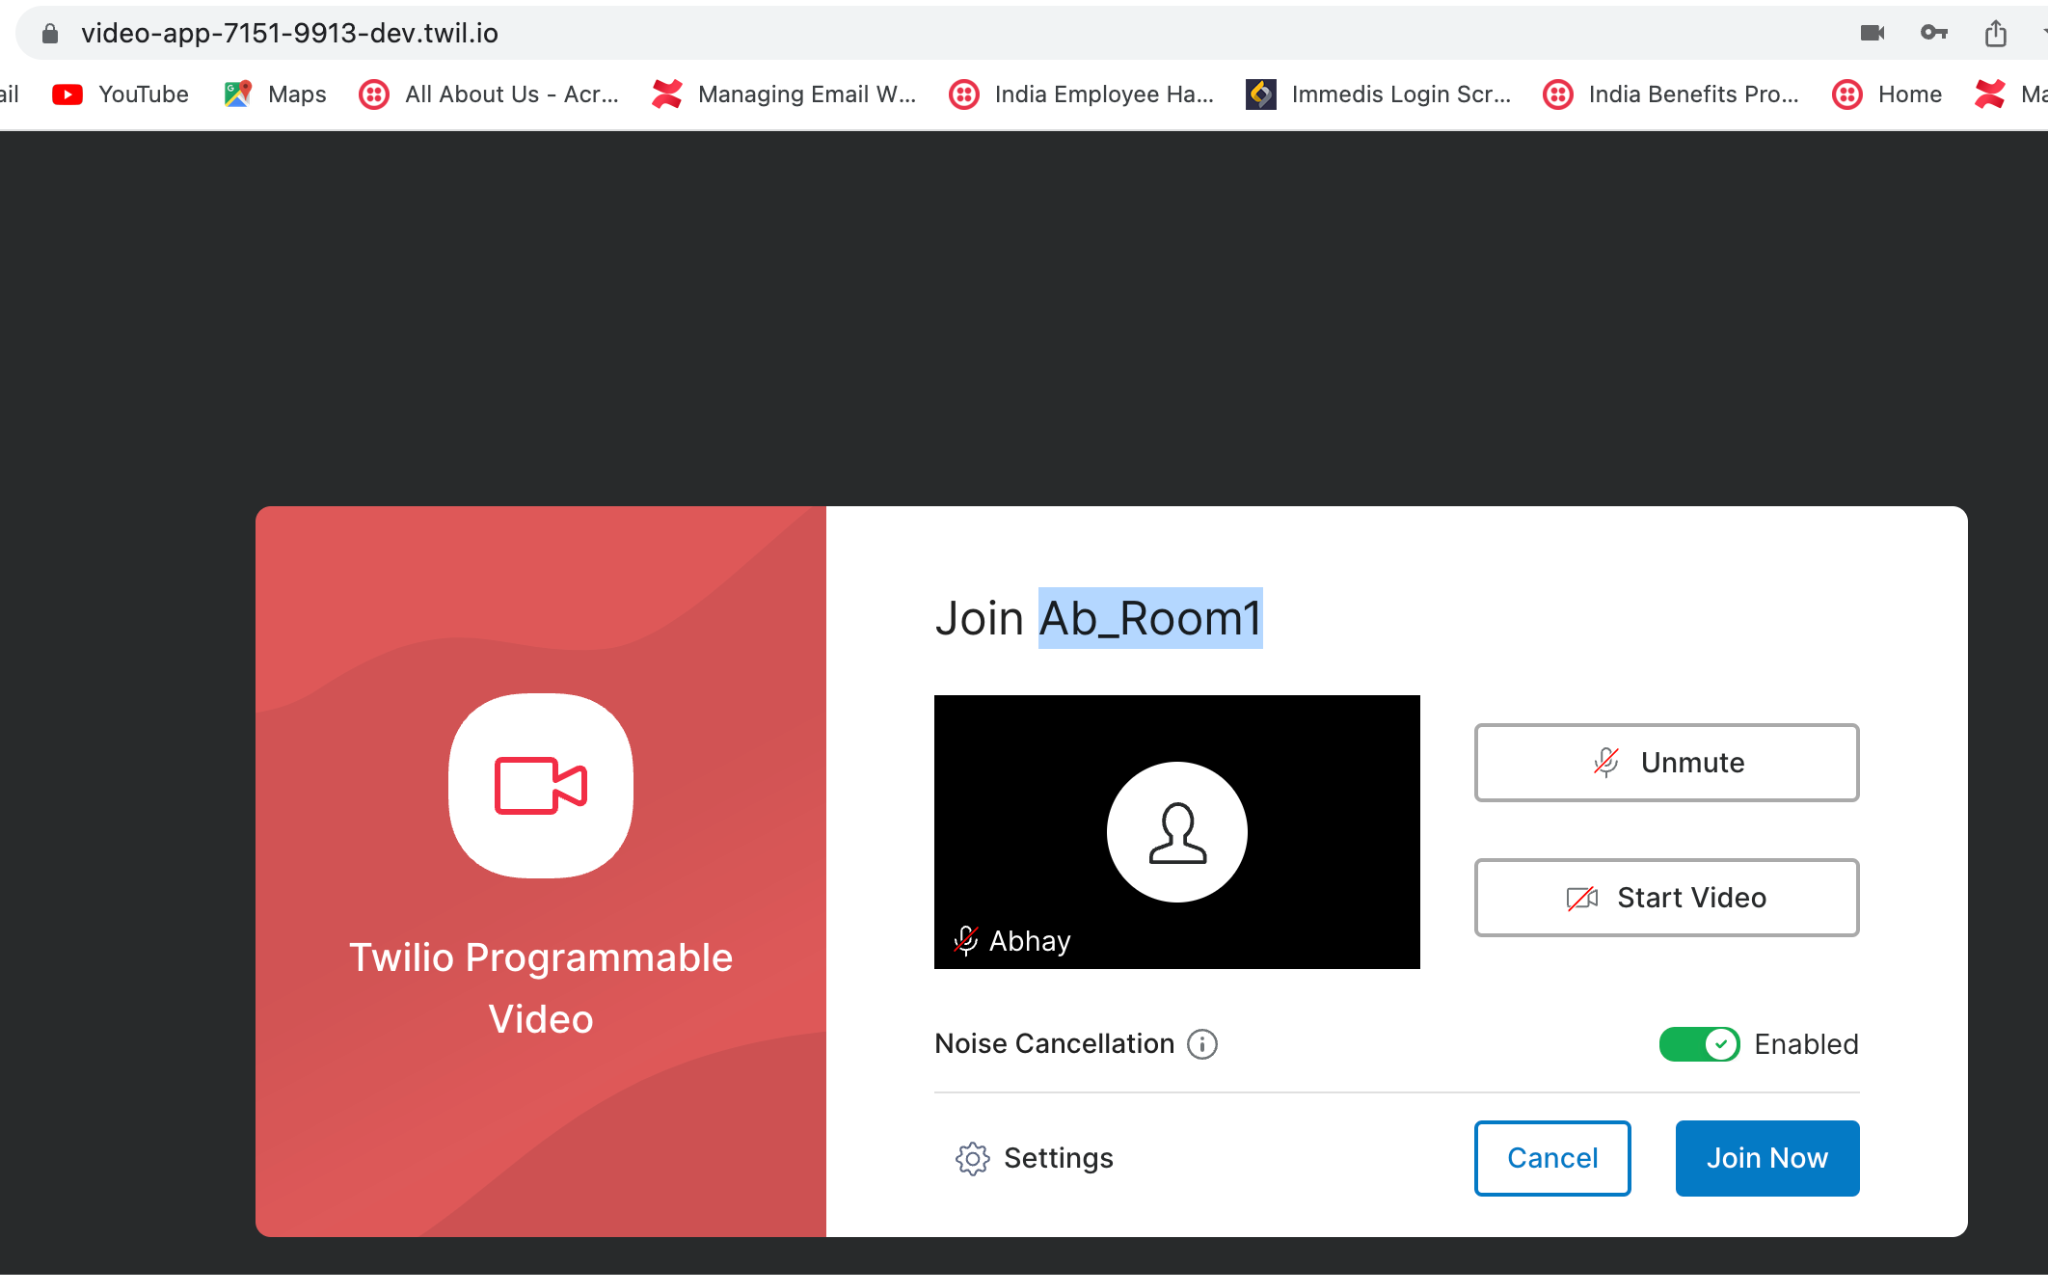 video-app-7151-9913-dev.twil.io
YouTube Maps All About Us - Acr... Managing Email W... India Employee Ha... Immedis Login Scr... India Benefits Pro... Home
Join Ab_Room1
Unmute
Start Video
Abhay
Twilio Programmable
Video
Noise Cancellation
Enabled
Settings
Cancel
Join Now